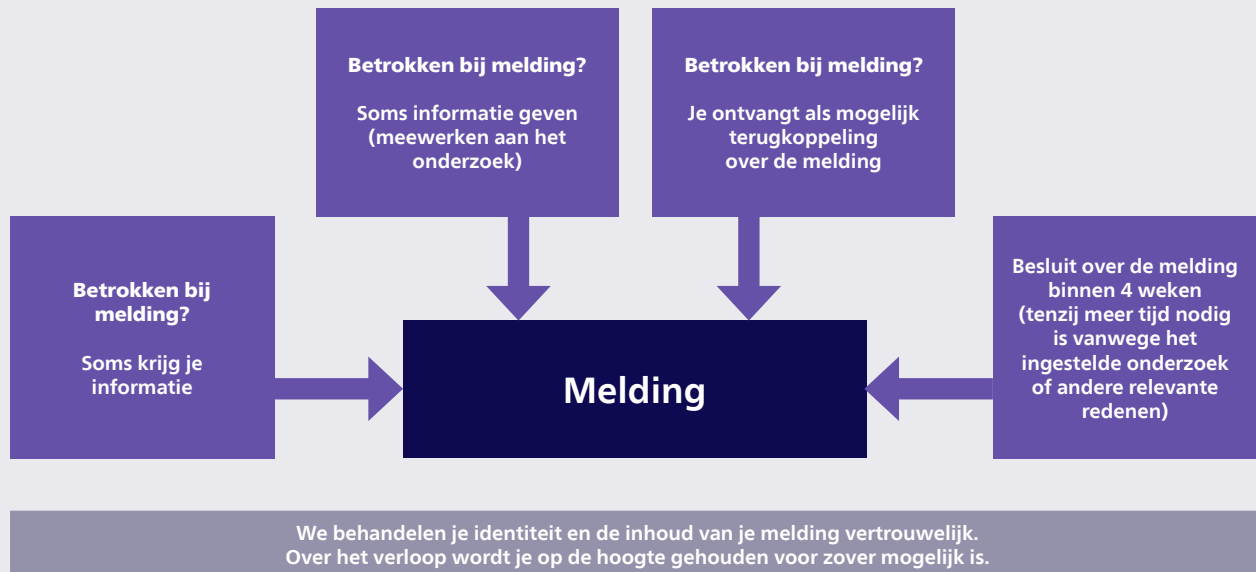 Betrokken bij melding?
Soms informatie geven
(meewerken aan het
onderzoek)
Betrokken bij melding?
Je ontvangt als mogelijk
terugkoppeling
over de melding
Betrokken bij
melding?
Soms krijg je
informatie
Melding
Besluit over de melding
binnen 4 weken
(tenzij meer tijd nodig
is vanwege het
ingestelde onderzoek
of andere relevante
redenen)
We behandelen je identiteit en de inhoud van je melding vertrouwelijk.
Over het verloop wordt je op de hoogte gehouden voor zover mogelijk is.